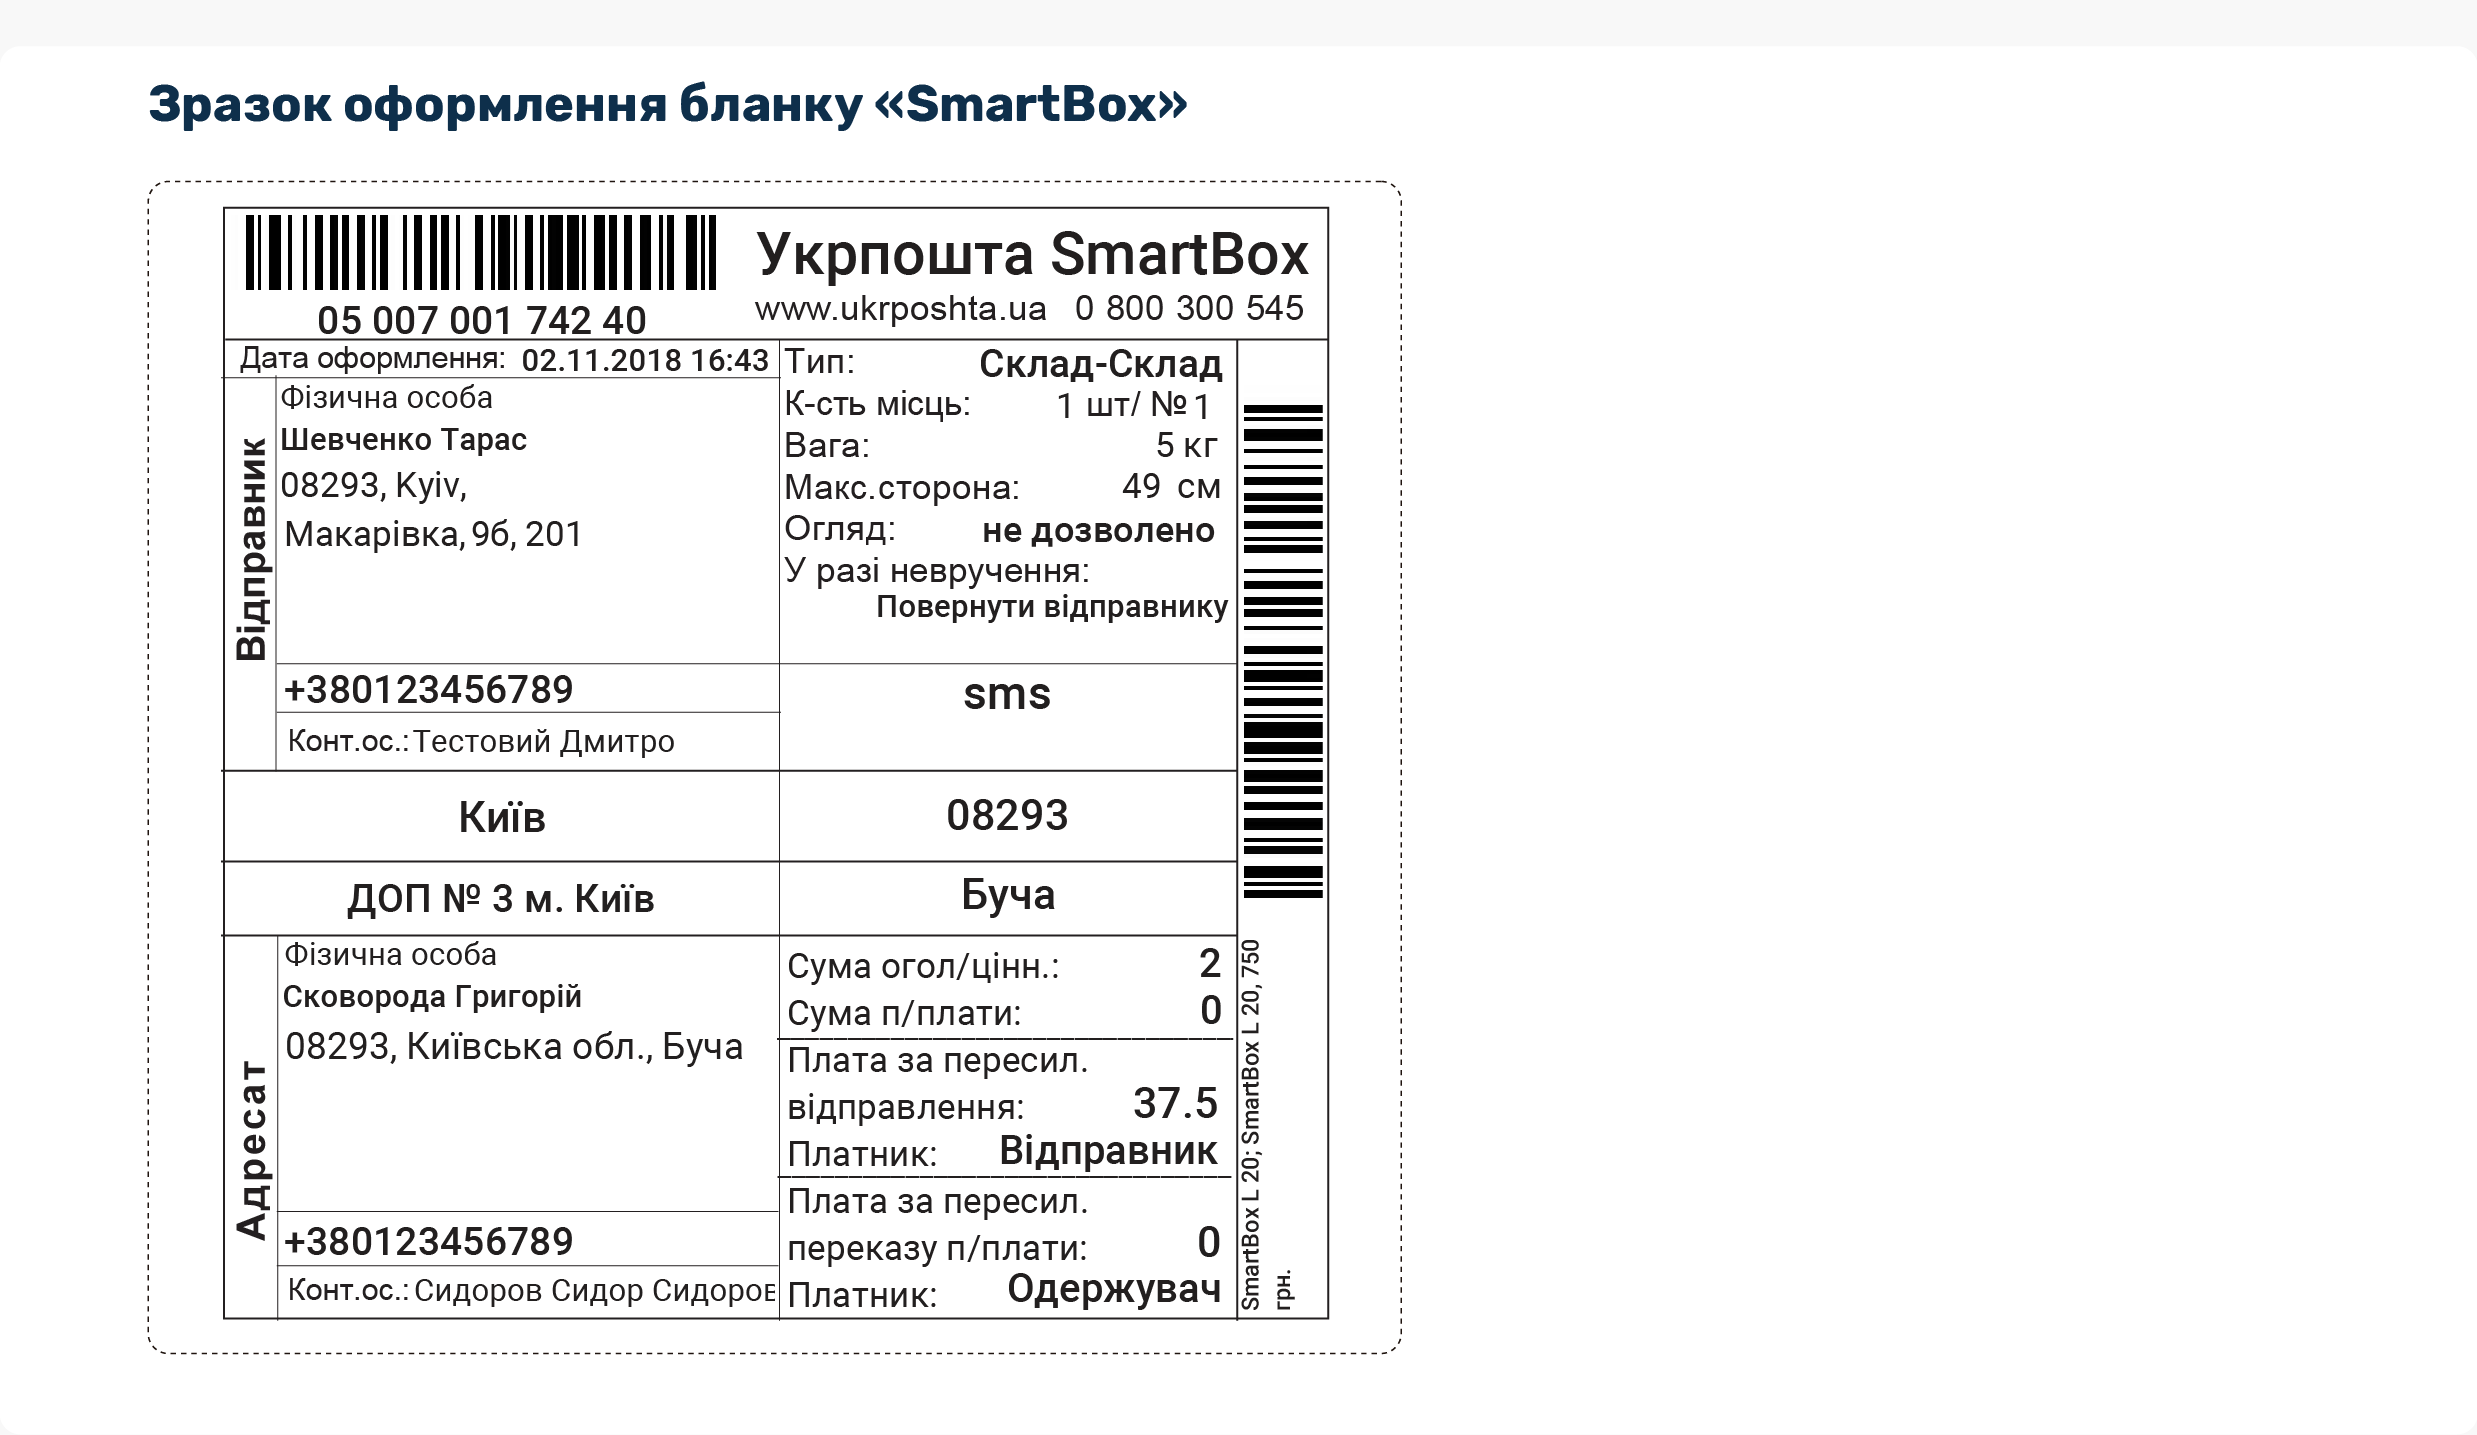 Зразок оформлення бланку «SmartBox»
05 007 001 742 40
Укрпошта SmartBox
www.ukrposhta.ua 0 800 300 545
Дата оформлення: 02.11.2018 16:43
Відправник
Фізична особа
Шевченко Тарас
08293, Kyiv,
Макарівка, 9б, 201
+380123456789
Конт.ос.: Тестовий Дмитро
Тип: Склад-Склад
К-сть місць: 1 шт/ №1
Вага: 5 кг
Макс.сторона: 49 см
Огляд: не дозволено
У разі невручення:
Повернути відправнику
sms
Київ 08293
ДОП № 3 м. Київ Буча
Адресат
Фізична особа
Сковорода Григорій
08293, Київська обл., Буча
+380123456789
Конт.ос.: Сидоров Сидор Сидоров
Сума огол/цінн.: 2
Сума п/плати: 0
Плата за пересил.
відправлення: 37.5
Платник: Відправник
Плата за пересил.
переказу п/плати: 0
Платник: Одержувач
SmartBox L 20; SmartBox L 20, 750
грн.